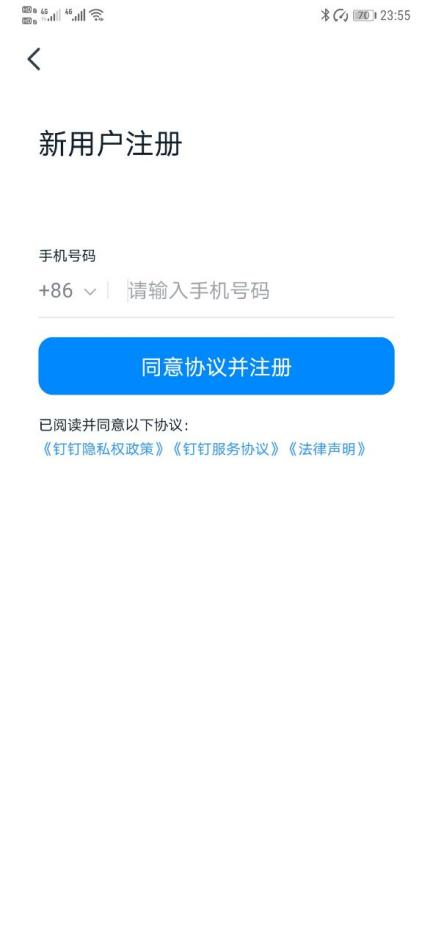 70 23:55
新用户注册
手机号码
+86 请输入手机号码
同意协议并注册
已阅读并同意以下协议：
《钉钉隐私权政策》《钉钉服务协议》《法律声明》